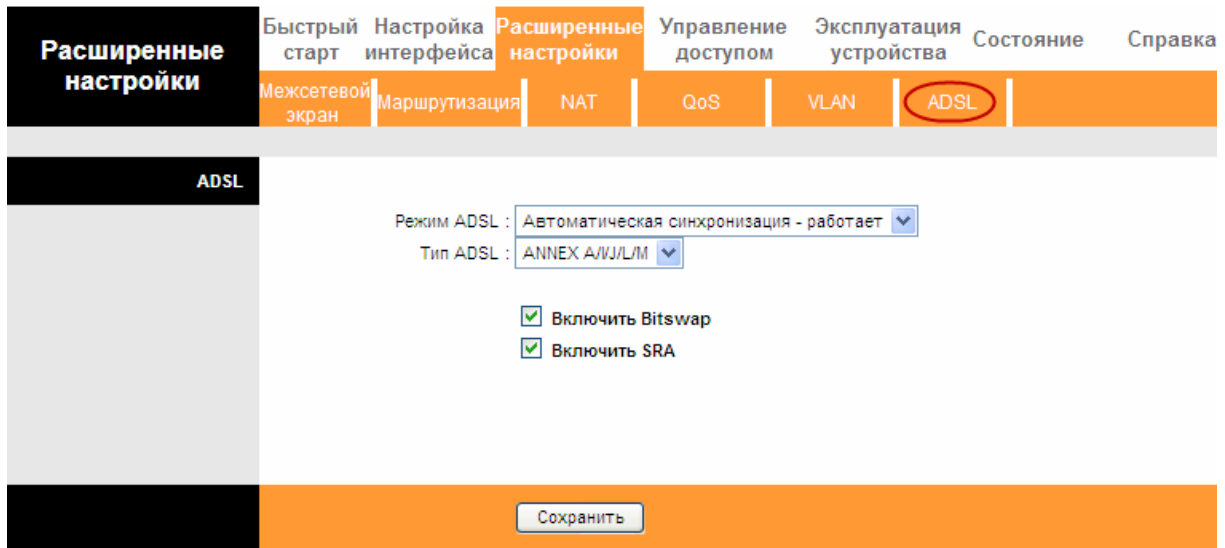 Расширенные
настройки
Быстрый
старт
Настройка
интерфейса
Расширенные
настройки
Управление
доступом
Эксплуатация
устройства
Состояние
Справка
Межсетевой
экран
Маршрутизация
NAT
QoS
VLAN
ADSL
ADSL
Режим ADSL : Автоматическая синхронизация - работает
Тип ADSL : ANNEX A/I/J/L/M
Включить Bitswap
Включить SRA
Сохранить